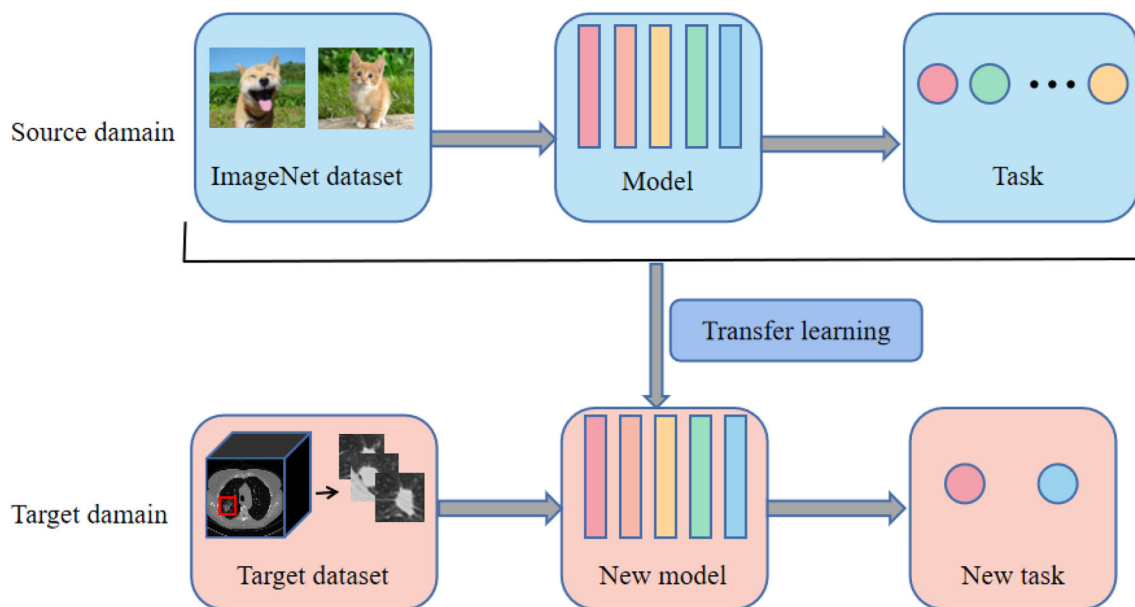 Source damain
ImageNet dataset
Model
Task
Transfer learning
Target damain
Target dataset
New model
New task